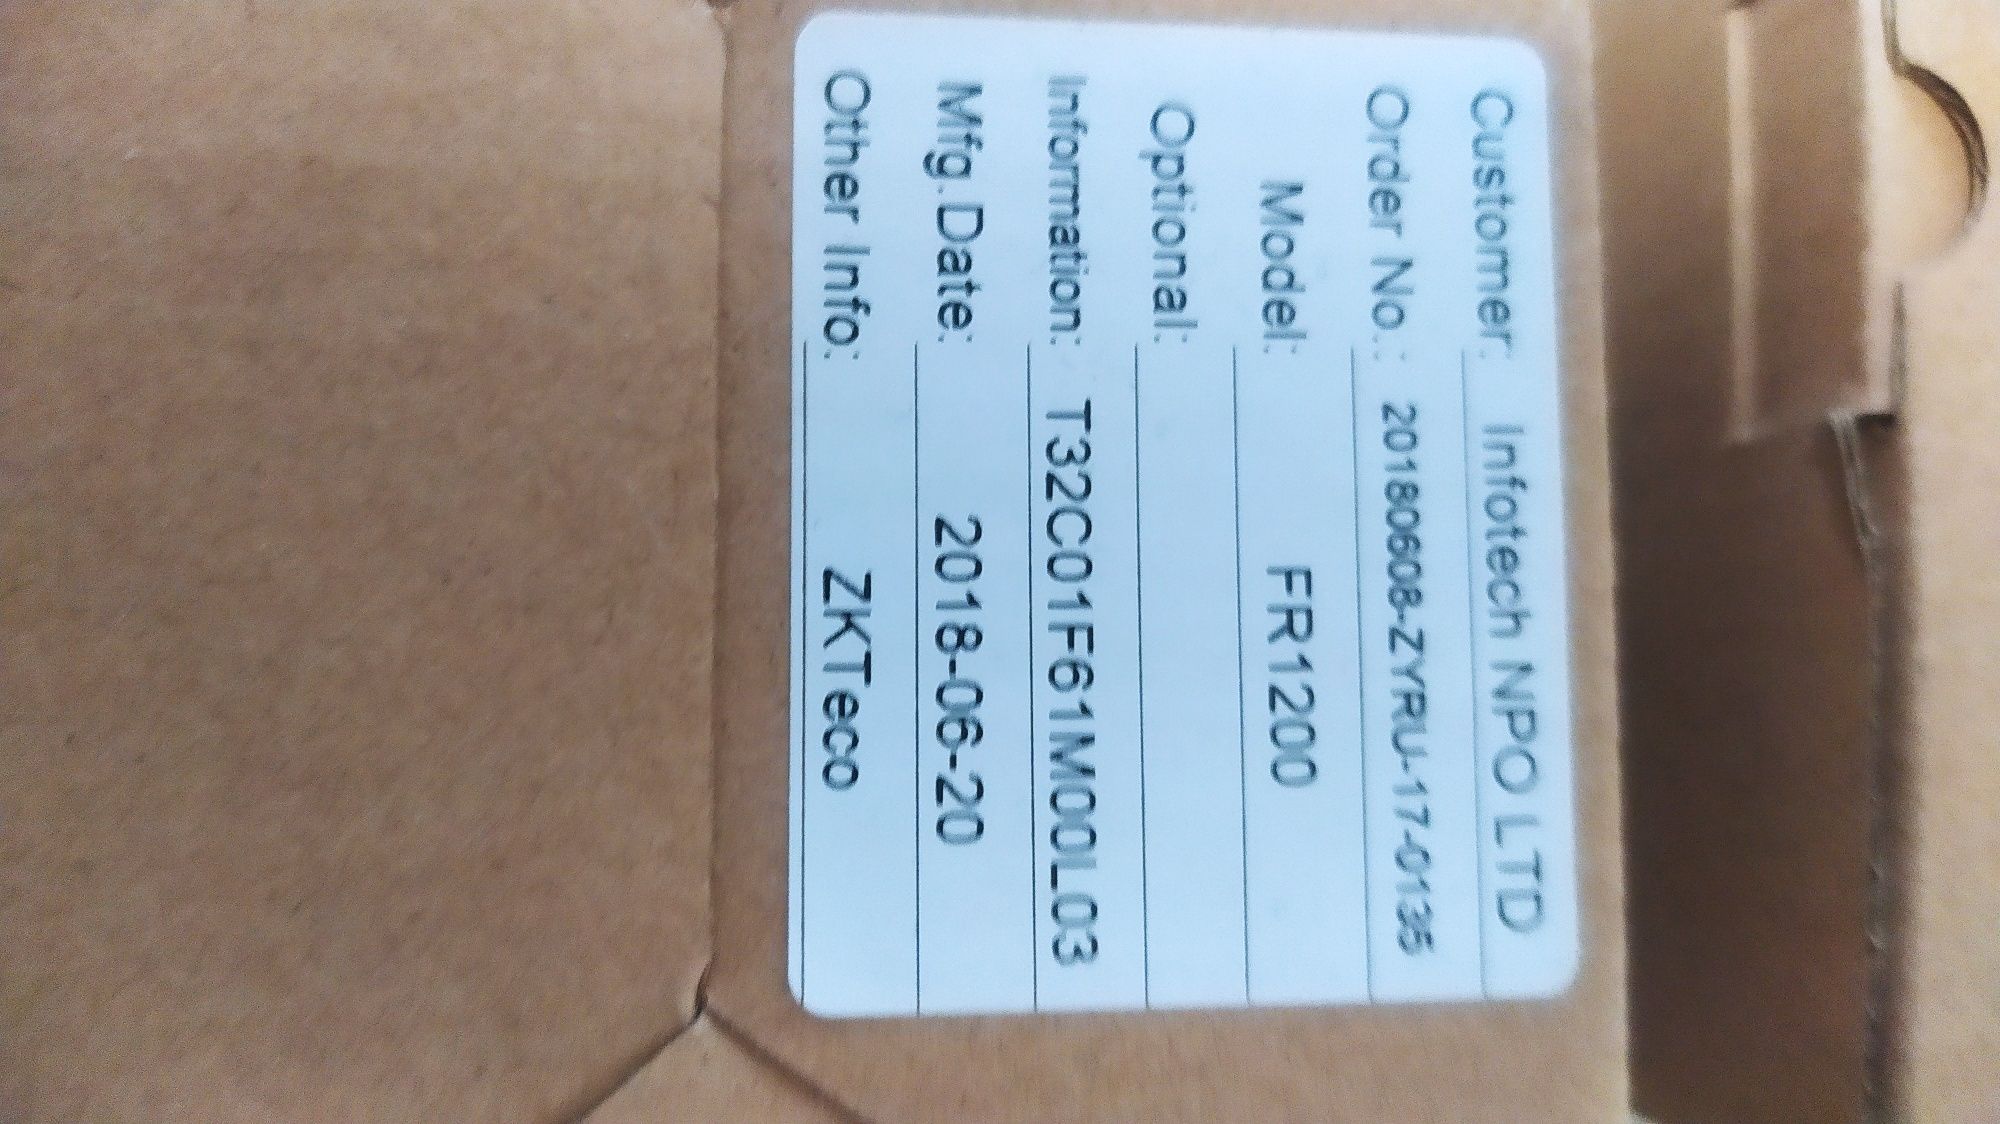 Customer: Infotech NPO LTD
Order No.: 20180608-ZYRU-17-0135
Model: FR1200
Optional:
Information: T32C01F61M00L03
Mfg.Date: 2018-06-20
Other Info: ZKTeco